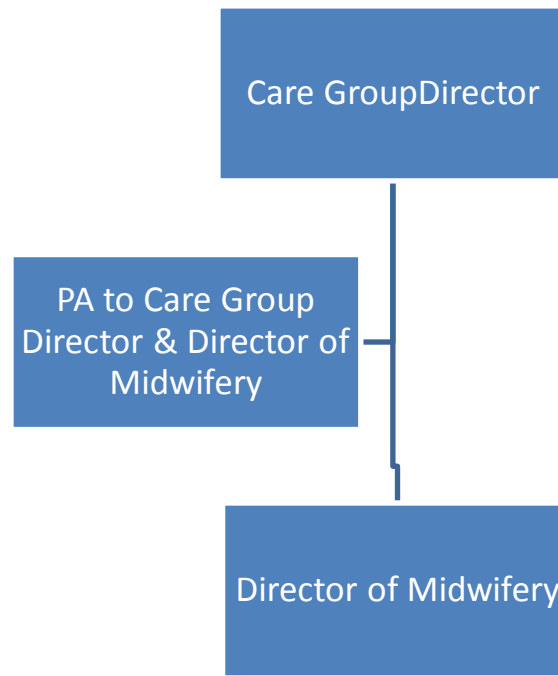 Care GroupDirector
PA to Care Group
Director & Director of
Midwifery
Director of Midwifery